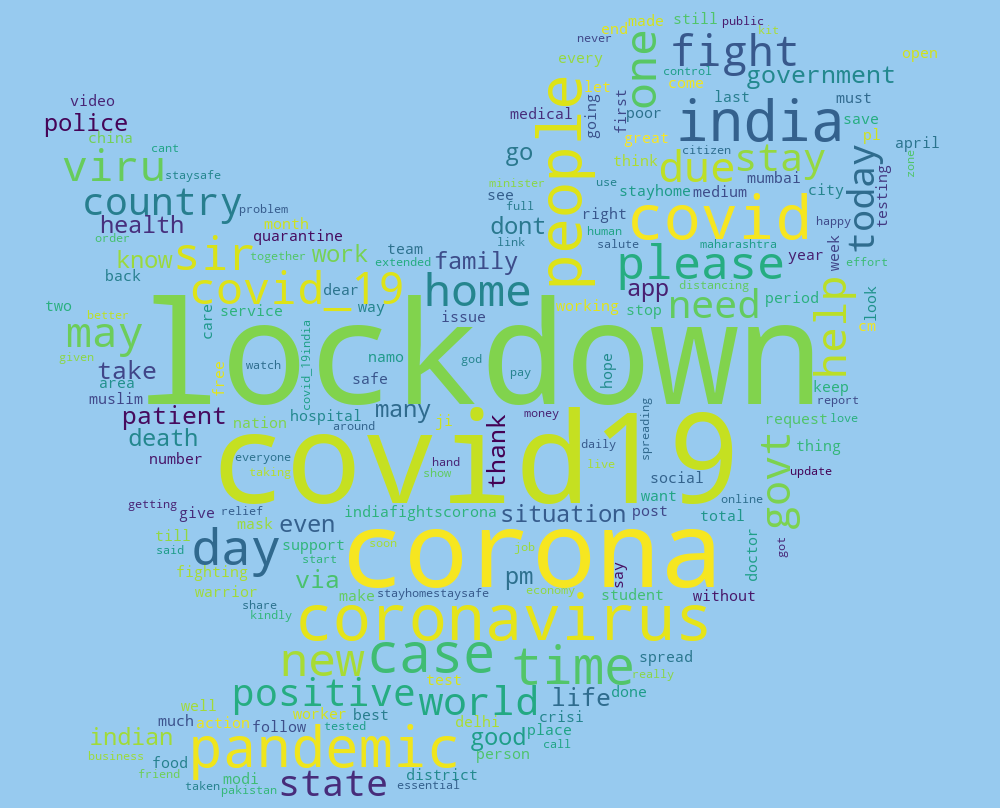 end made still public
never sir
one fight
every open
control government
video let come
medical going first poor last must
police people india save
china great pl
cant go citizen april
viru think due stay today zone
staysafe minister use stayhome medium mumbai city testing
country see full
problem dont right covid happy
health month link human
order quarantine salute maharashtra week
know sir together work team family please year effort
back extended
covid_19 dear home app need distancing period help look
two care service way issue working stop cm
may better lockdown
given take free watch covid_19india namo god hope keep
area safe pay report
muslim
patient nation hospital many ji money request love
death around thank covid19 govt thing
number everyone hand daily spreading
taking show live social update
getting want online
give relief indiafightscorona situation post total
till mask even got
said day support corona doctor
fighting start via pm say
warrior make stayhomestaysafe economy student without
share
kindly coronavirus
new case time spread
test really
positive world life done
well
much action worker best delhi crisi
follow tested good place
indian pandemic person call
business food
friend modi state district
taken pakistan essential